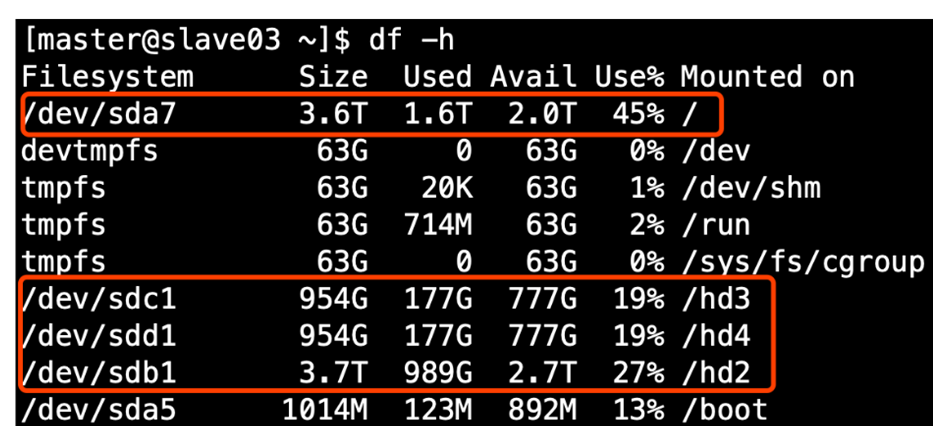 [master@slave03 ~]$ df -h
Filesystem Size Used Avail Use% Mounted on
/dev/sda7 3.6T 1.6T 2.0T 45% /
devtmpfs 63G 0 63G 0% /dev
tmpfs 63G 20K 63G 1% /dev/shm
tmpfs 63G 714M 63G 2% /run
tmpfs 63G 0 63G 0% /sys/fs/cgroup
/dev/sdc1 954G 177G 777G 19% /hd3
/dev/sdd1 954G 177G 777G 19% /hd4
/dev/sdb1 3.7T 989G 2.7T 27% /hd2
/dev/sda5 1014M 123M 892M 13% /boot